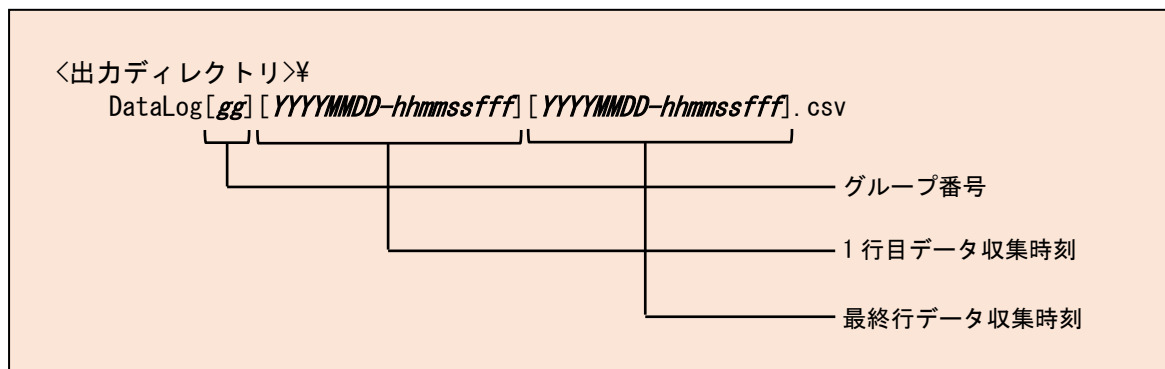 <出力ディレクトリ>¥
DataLog[gg][YYYYMMDD-hhmmssfff][YYYYMMDD-hhmmssfff].csv
グループ番号
1行目データ収集時刻
最終行データ収集時刻